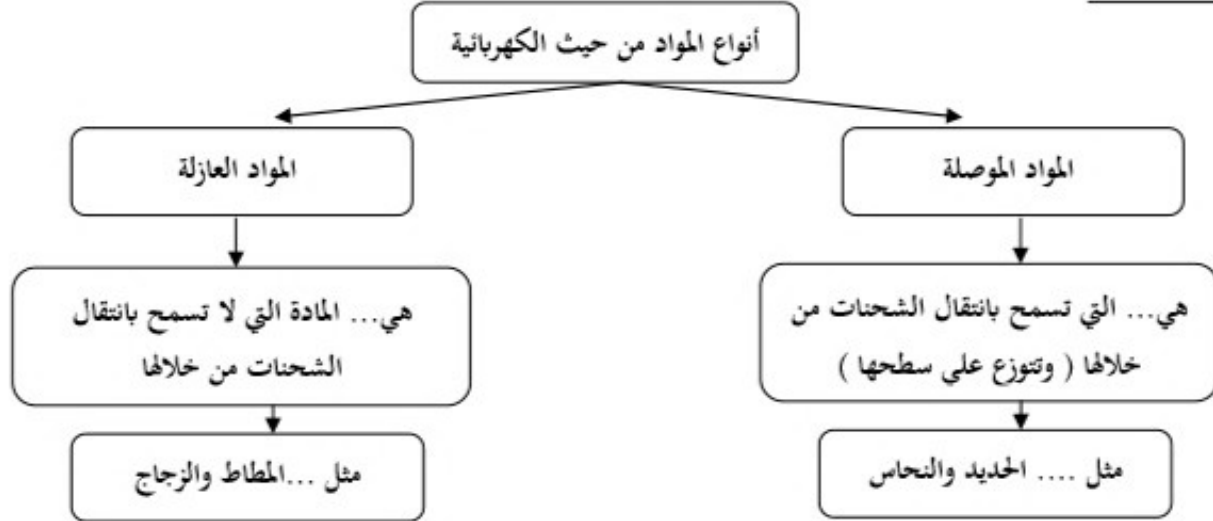 أنواع المواد من حيث الكهربائية
المواد الموصلة
المواد العازلة
هي... التي تسمح بانتقال الشحنات من
خلالها ( وتتوزع على سطحها )
هي... المادة التي لا تسمح بانتقال
الشحنات من خلالها
مثل .... الحديد والنحاس
مثل ...المطاط والزجاج